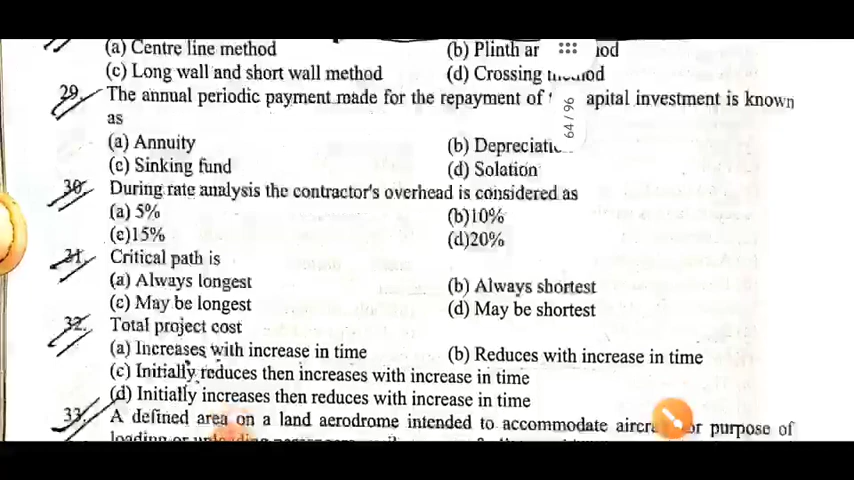 (a) Centre line method (b) Plinth ar
(c) Long wall and short wall method (d) Crossing
29. The annual periodic payment made for the repayment of apital investment is known
as
(a) Annuity (b) Depreciatic
(c) Sinking fund (d) Solation
30. During rate analysis the contractor's overhead is considered as
(a) 5% (b)10%
(c)15% (d)20%
31. Critical path is
(a) Always longest (b) Always shortest
(c) May be longest (d) May be shortest
32. Total project cost
(a) Increases with increase in time (b) Reduces with increase in time
(c) Initially reduces then increases with increase in time
(d) Initially increases then reduces with increase in time
33. A defined area on a land aerodrome intended to accommodate purpose of
loading or
64/96